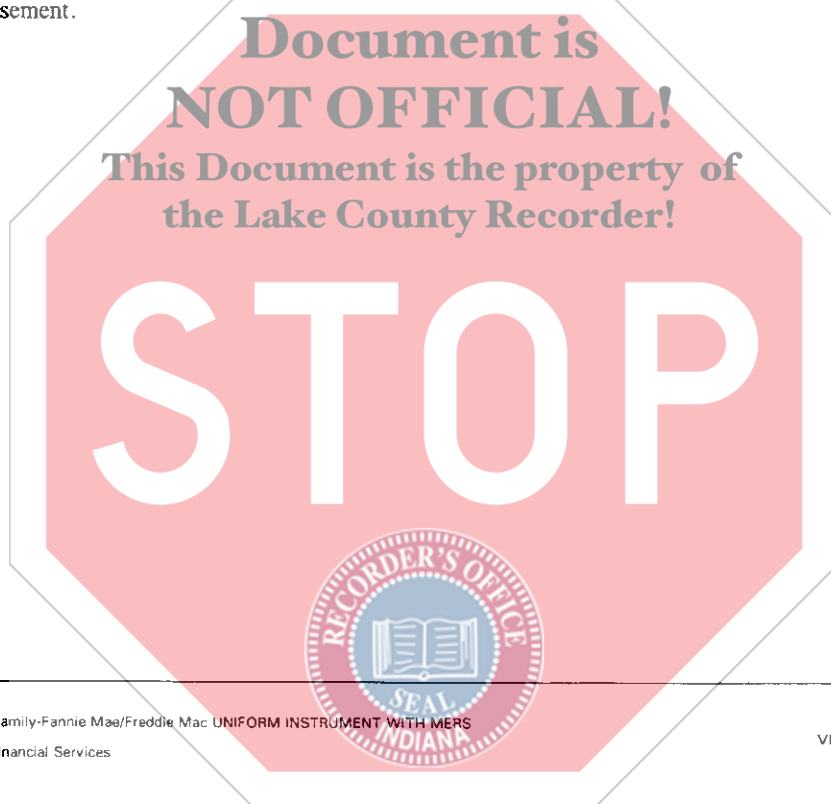 sement.
Document is
NOT OFFICIAL!
This Document is the property of
the Lake County Recorder!
STOP
RECORDER'S OFFICE
SEAL
INDIANA
amily-Fannie Mae/Freddie Mac UNIFORM INSTRUMENT WITH MERS
nancial Services